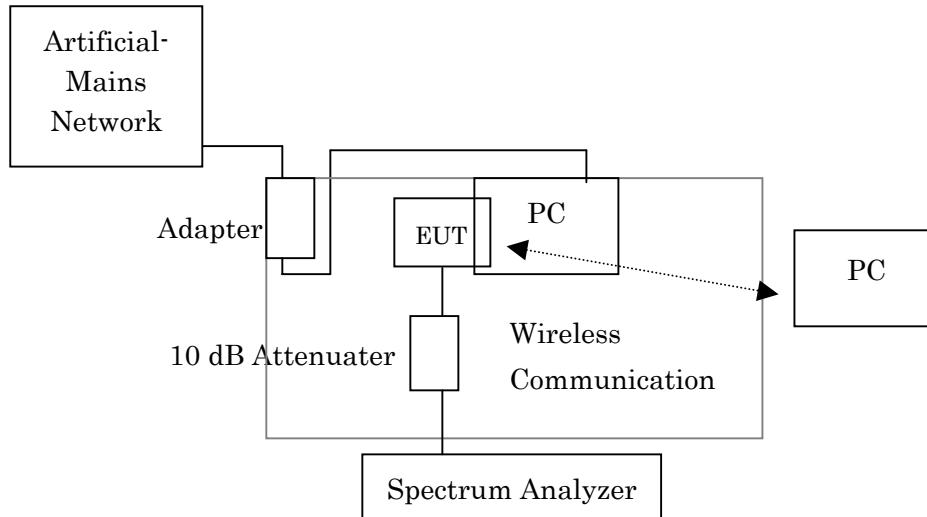 Artificial-
Mains
Network
Adapter
EUT
PC
PC
10 dB Attenuater
Wireless
Communication
Spectrum Analyzer